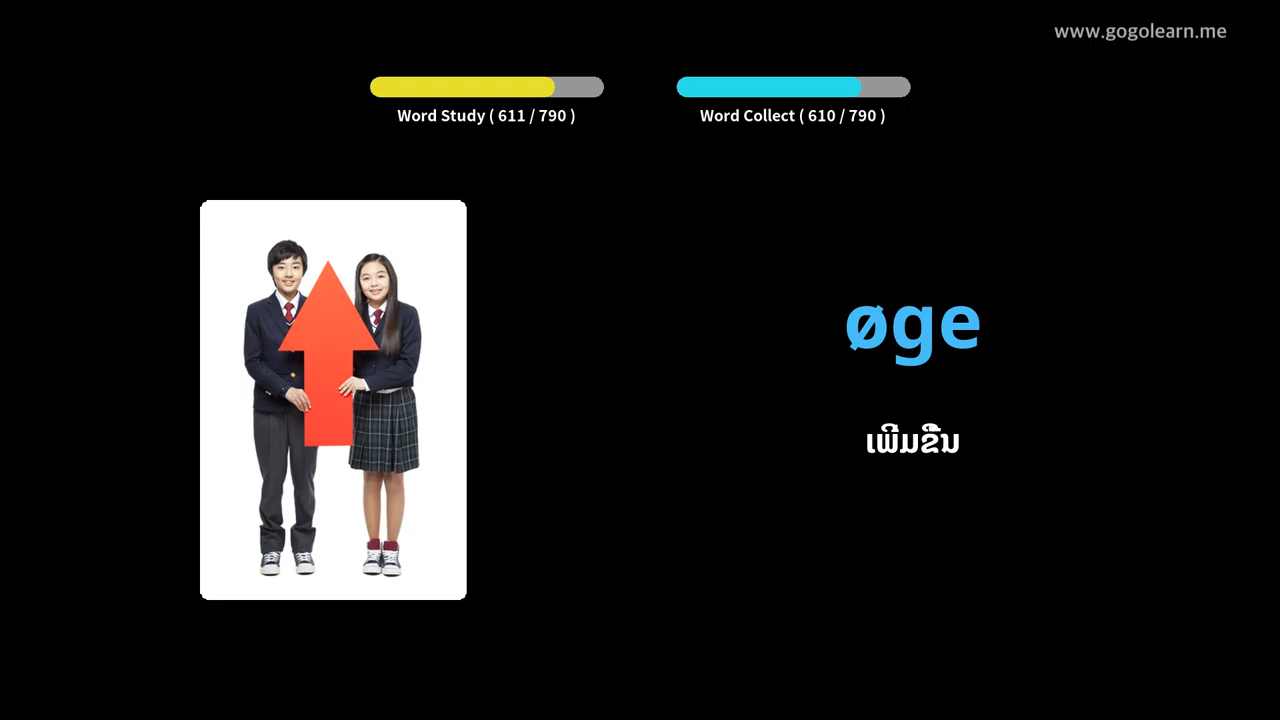 www.gogolearn.me
Word Study ( 611 / 790 )
Word Collect ( 610 / 790 )
øge
ເພີ່ມຂື້ນ